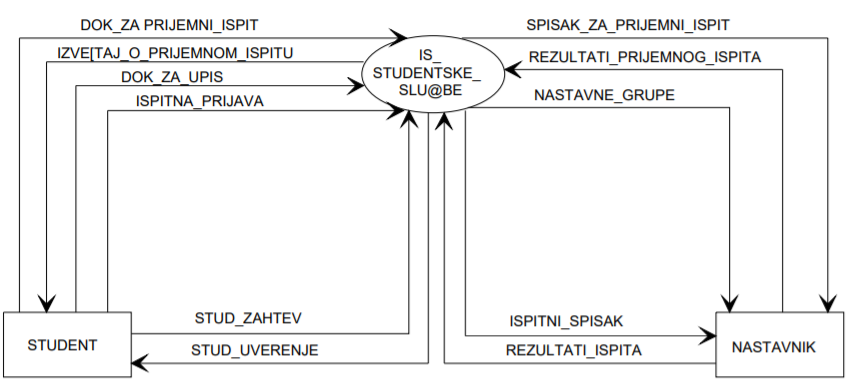 DOK_ZA PRIJEMNI_ISPIT
SPISAK_ZA_PRIJEMNI_ISPIT
IZVE[TAJ_O_PRIJEMNOM_ISPITU
IS_
STUDENTSKE_
SLU@BE
REZULTATI_PRIJEMNOG_ISPITA
DOK_ZA_UPIS
ISPITNA_PRIJAVA
NASTAVNE_GRUPE
STUD_ZAHTEV
ISPITNI_SPISAK
STUDENT
STUD_UVERENJE
REZULTATI_ISPITA
NASTAVNIK